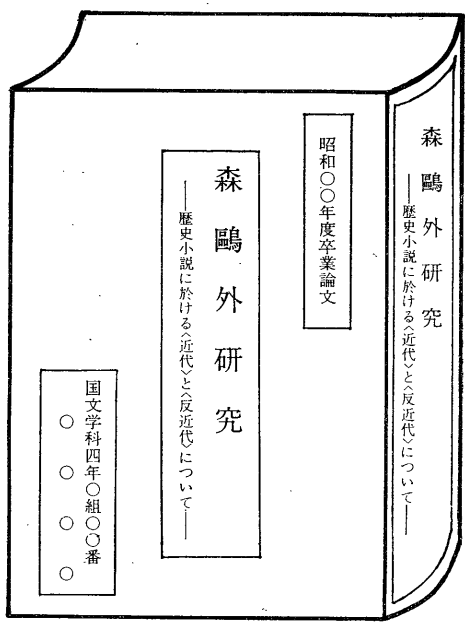 昭和〇〇年度卒業論文
森鷗外研究
――歴史小説に於ける〈近代〉と〈反近代〉について――
国文学科四年〇組〇〇番
〇〇〇〇
森鷗外研究
――歴史小説に於ける〈近代〉と〈反近代〉について――